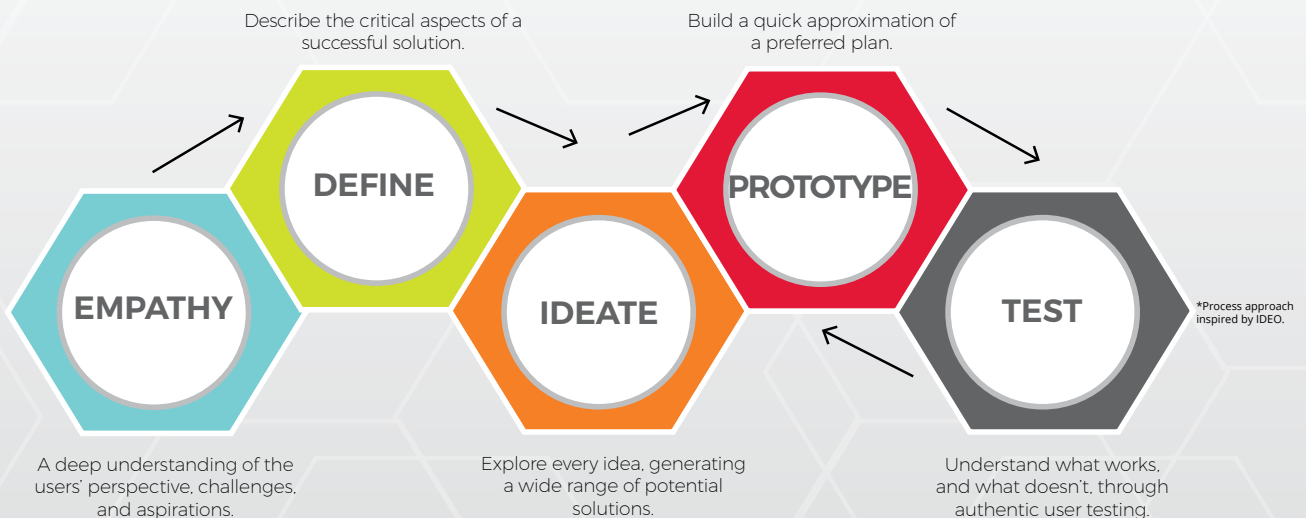 Describe the critical aspects of a
successful solution.
Build a quick approximation of
a preferred plan.
DEFINE
PROTOTYPE
EMPATHY
IDEATE
TEST
*Process approach
inspired by IDEO.
A deep understanding of the
users’ perspective, challenges,
and aspirations.
Explore every idea, generating
a wide range of potential
solutions.
Understand what works,
and what doesn’t, through
authentic user testing.